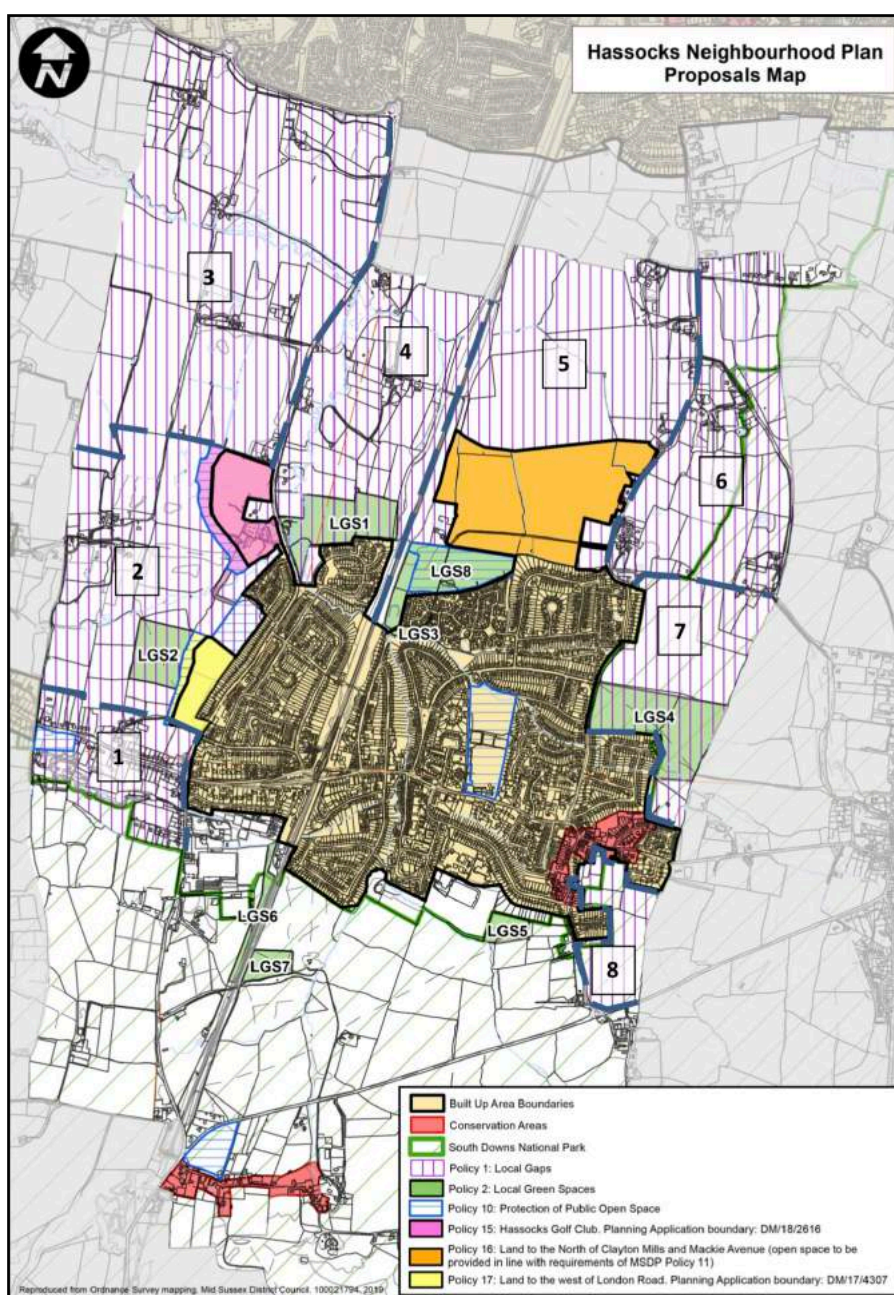 N
Hassocks Neighbourhood Plan
Proposals Map
3
4
5
6
LGS1
2
LGS8
7
LGS3
LGS2
LGS4
1
LGS6
LGS5
LGS7
8
Built Up Area Boundaries
Conservation Areas
South Downs National Park
Policy 1: Local Gaps
Policy 2: Local Green Spaces
Policy 10: Protection of Public Open Space
Policy 15: Hassocks Golf Club. Planning Application boundary: DM/18/2616
Policy 16: Land to the North of Clayton Mills and Mackie Avenue (open space to be
provided in line with requirements of MSDP Policy 11)
Policy 17: Land to the west of London Road. Planning Application boundary: DM/17/4307
Reproduced from Ordnance Survey mapping. Mid Sussex District Council. 100021794. 2019